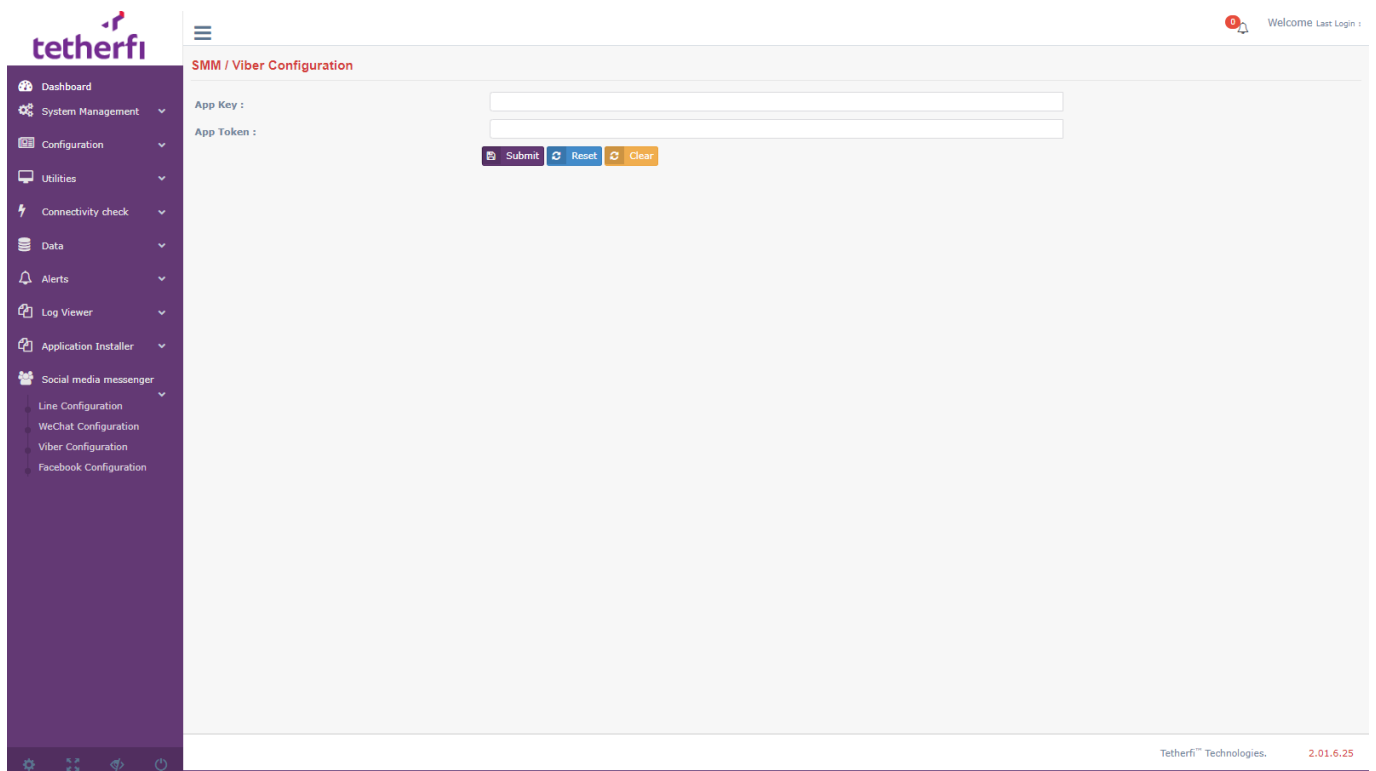 tetherfi
0
Welcome Last Login :
SMM / Viber Configuration
Dashboard
System Management
Configuration
Utilities
Connectivity check
Data
Alerts
Log Viewer
Application Installer
Social media messenger
Line Configuration
WeChat Configuration
Viber Configuration
Facebook Configuration
App Key :
App Token :
Submit Reset Clear
Tetherfi™ Technologies. 2.01.6.25